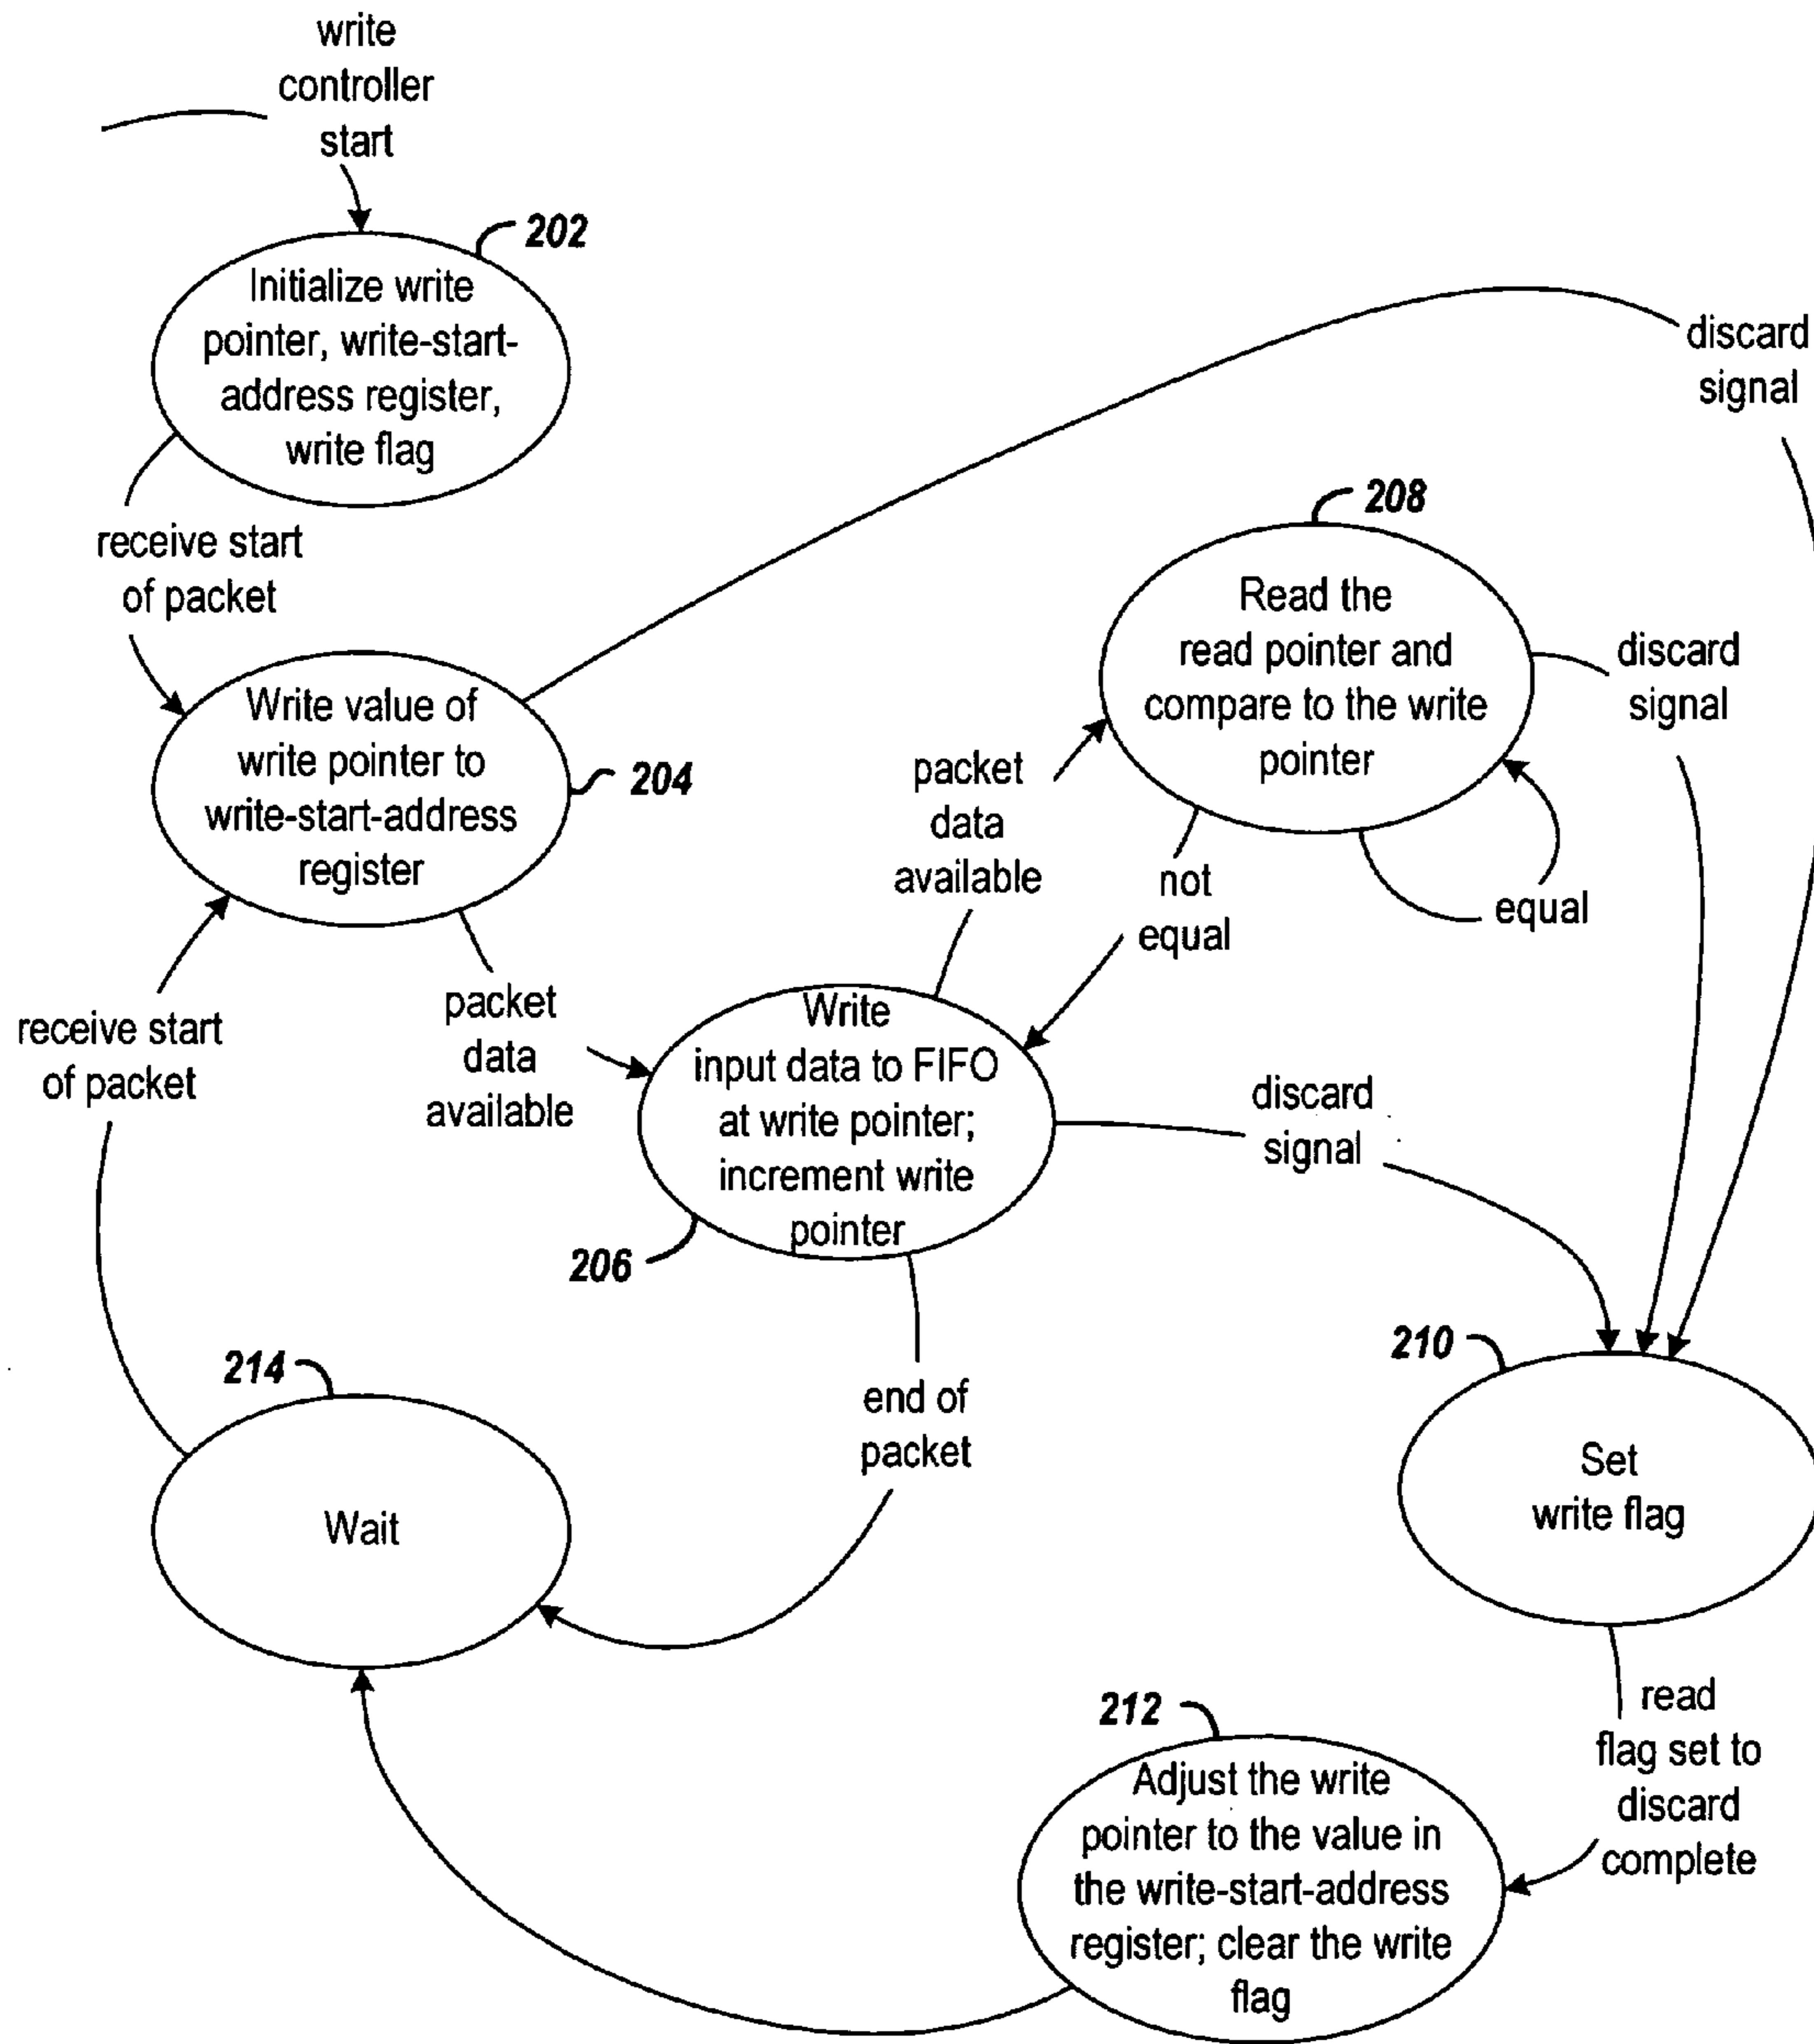 write
controller
start
202
Initialize write
pointer, write-start-
address register,
write flag
discard
signal
receive start
of packet
208
Read the
read pointer and
compare to the write
pointer
discard
signal
Write value of
write pointer to
write-start-address
register
204
packet
data
available
not
equal
equal
receive start
of packet
packet
data
available
Write
input data to FIFO
at write pointer;
increment write
pointer
206
discard
signal
214
Wait
end of
packet
210
Set
write flag
read
flag set to
discard
complete
212
Adjust the write
pointer to the value in
the write-start-address
register; clear the write
flag